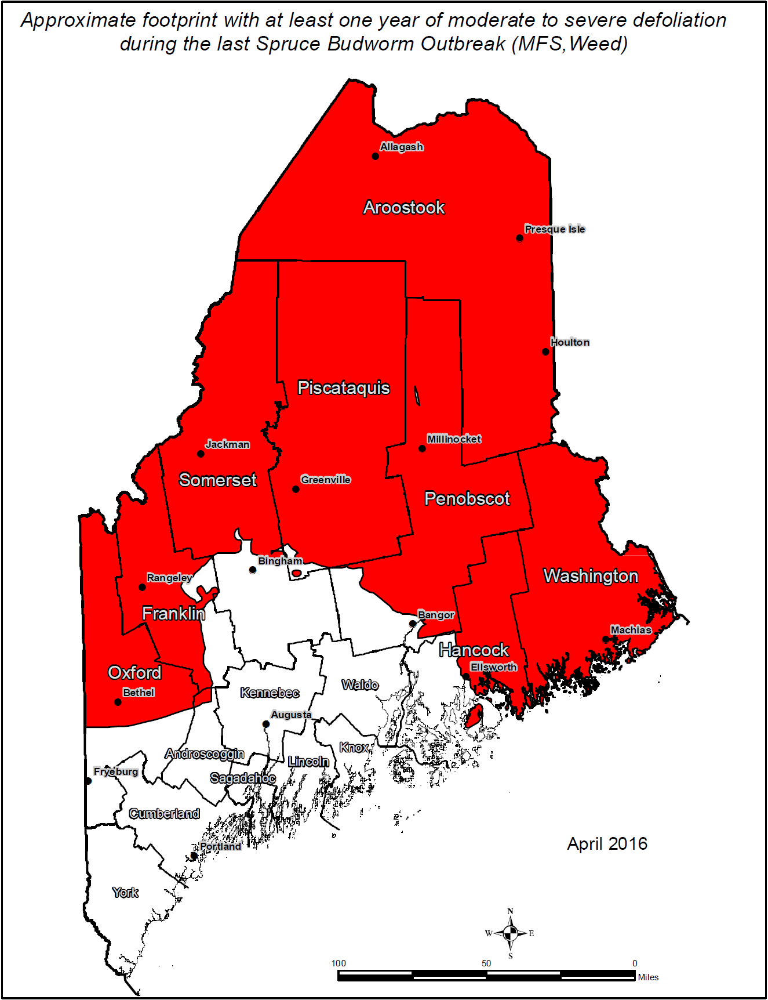 Approximate footprint with at least one year of moderate to severe defoliation
during the last Spruce Budworm Outbreak (MFS,Weed)
Allagash
Aroostook
Presque Isle
Houlton
Piscataquis
Millinocket
Jackman
Somerset
Greenville
Penobscot
Bingham
Washington
Rangeley
Franklin
Bangor
Machias
Hancock
Ellsworth
Oxford
Bethel
Kennebec
Waldo
Augusta
Knox
Androscoggin
Lincoln
Fryeburg
Sagadahoc
Cumberland
Portland
April 2016
York
N
W E
S
100 50 0
Miles